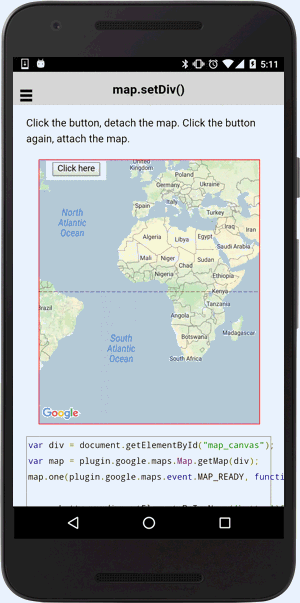 5:11
map.setDiv()
Click the button, detach the map. Click the button
again, attach the map.
Click here
United
Kingdom
Poland
Germany
Ukraine
Italy
Spain
Turkey
North
Atlantic
Ocean
Iraq
Iran
Algeria
Libya
Egypt
Saudi Arabia
Mali
Niger
Chad
Sudan
Nigeria
Ethiopia
Kenya
Brazil
Tanzania
Angola
South
Atlantic
Ocean
Botswana
Madagascar
South Africa
Google
var div = document.getElementById("map_canvas");
var map = plugin.google.maps.Map.getMap(div);
map.one(plugin.google.maps.event.MAP_READY, functi